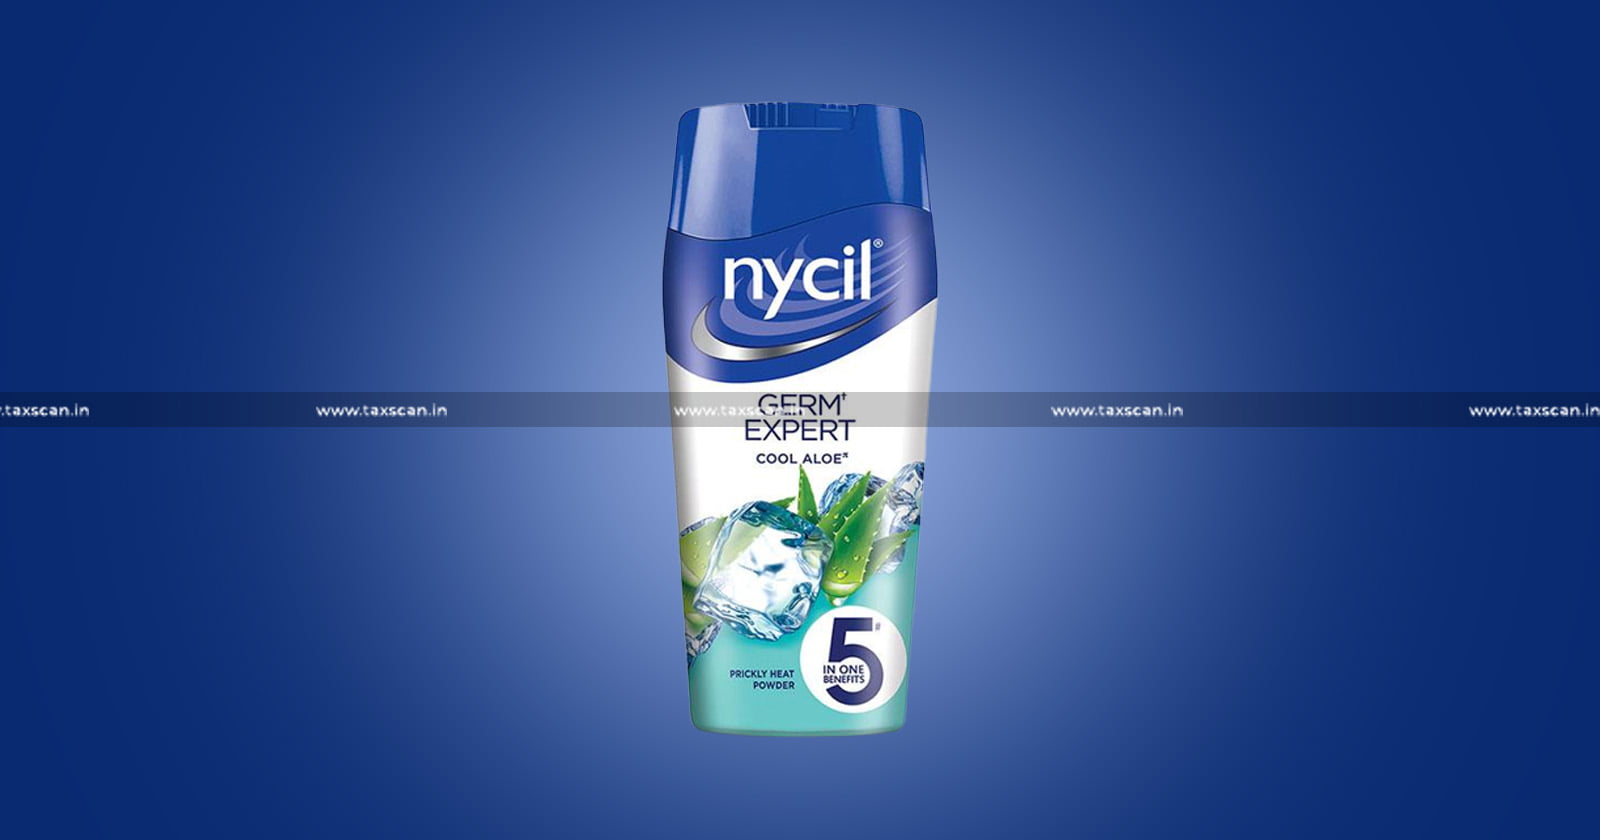 nycil®
www.taxscan.in www.taxscan.in www.taxscan.in www.taxscan.in www.taxscan.in
GERM†
EXPERT
COOL ALOE
5#
IN ONE
BENEFITS
PRICKLY HEAT
POWDER